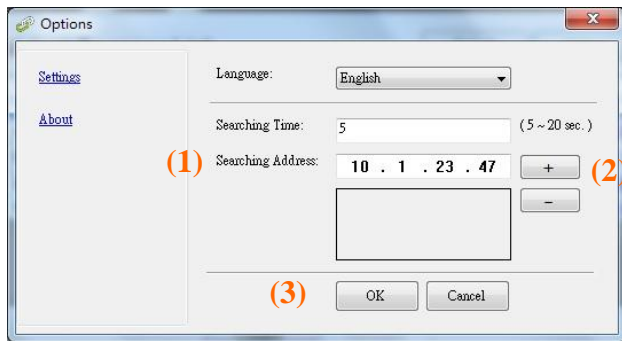 Options
Settings
About
Language: English
Searching Time: 5 (5~20 sec.)
(1) Searching Address: 10 . 1 . 23 . 47 + (2)
-
(3) OK Cancel